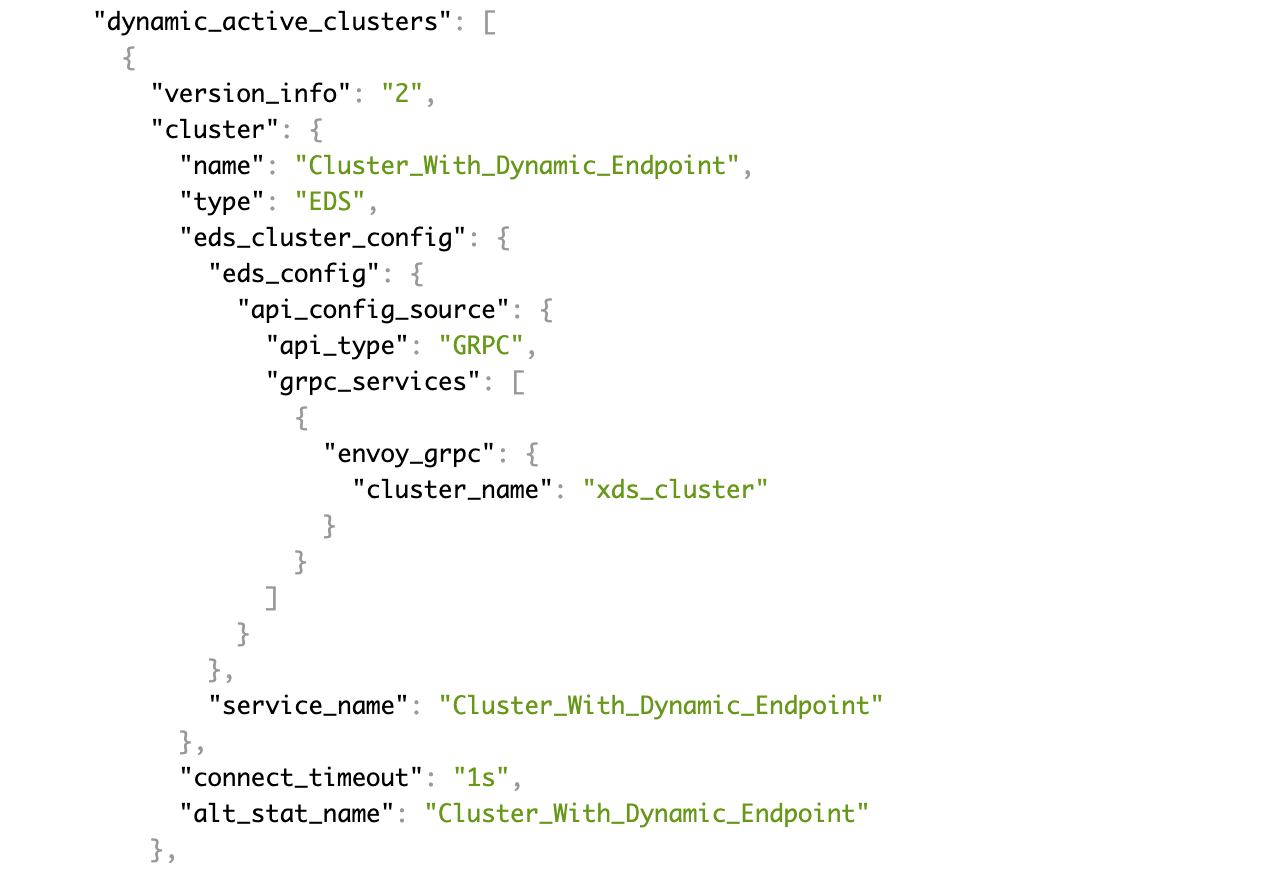 "dynamic_active_clusters": [
{
"version_info": "2",
"cluster": {
"name": "Cluster_With_Dynamic_Endpoint",
"type": "EDS",
"eds_cluster_config": {
"eds_config": {
"api_config_source": {
"api_type": "GRPC",
"grpc_services": [
{
"envoy_grpc": {
"cluster_name": "xds_cluster"
}
}
]
}
},
"service_name": "Cluster_With_Dynamic_Endpoint"
},
"connect_timeout": "1s",
"alt_stat_name": "Cluster_With_Dynamic_Endpoint"
},